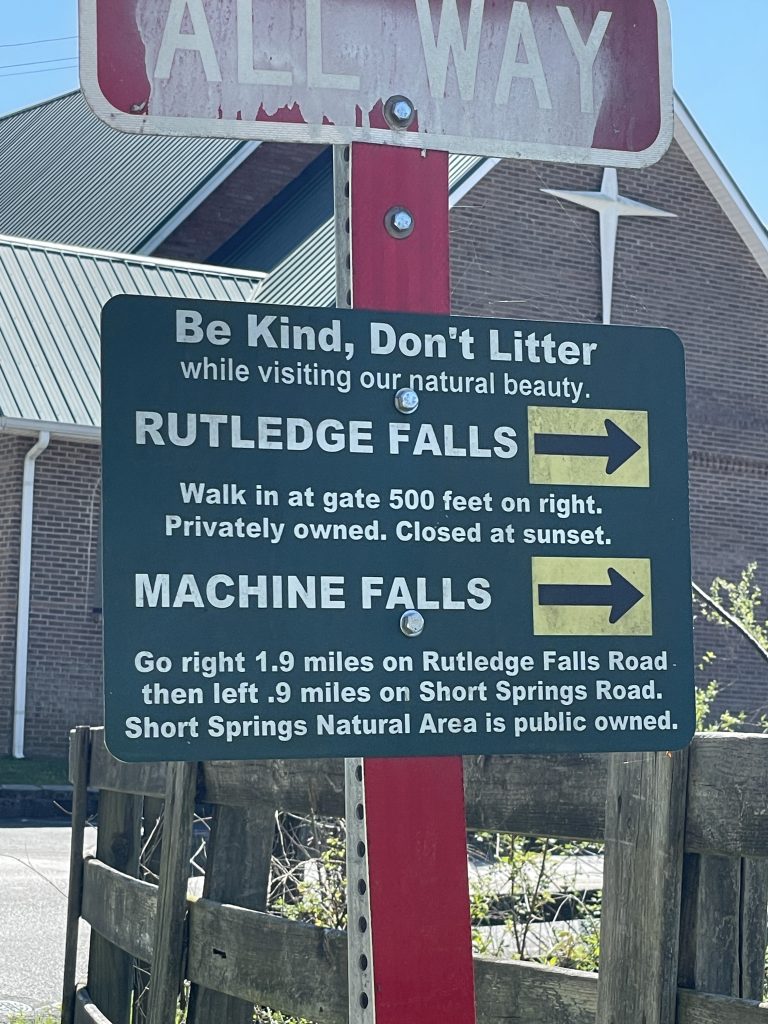 ALL WAY
Be Kind, Don't Litter
while visiting our natural beauty.
RUTLEDGE FALLS
Walk in at gate 500 feet on right.
Privately owned. Closed at sunset.
MACHINE FALLS
Go right 1.9 miles on Rutledge Falls Road
then left .9 miles on Short Springs Road.
Short Springs Natural Area is public owned.